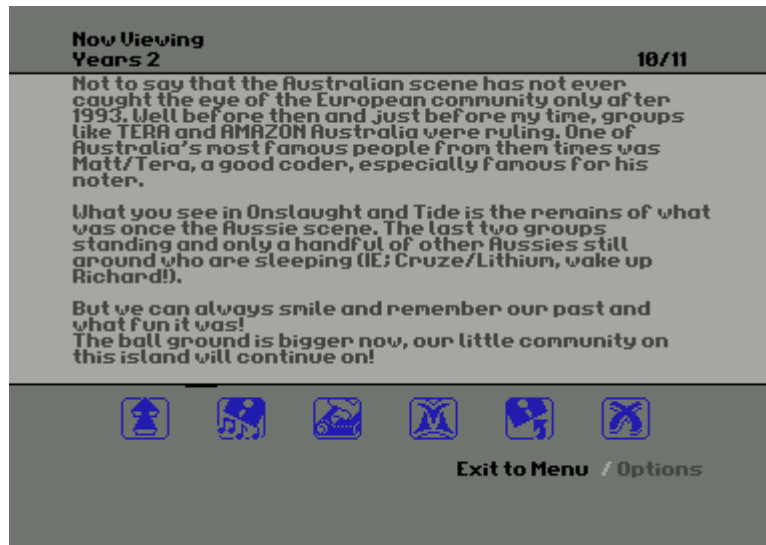 Now Viewing
Years 2 10/11
Not to say that the Australian scene has not ever
caught the eye of the European community only after
1993. Well before then and just before my time, groups
like TERA and AMAZON Australia were ruling. One of
Australia's most famous people from them times was
Matt/Tera, a good coder, especially famous for his
noter.
What you see in Onslaught and Tide is the remains of what
was once the Aussie scene. The last two groups
standing and only a handful of other Aussies still
around who are sleeping (IE; Cruze/Lithium, wake up
Richard!).
But we can always smile and remember our past and
what fun it was!
The ball ground is bigger now, our little community on
this island will continue on!
Exit to Menu / Options